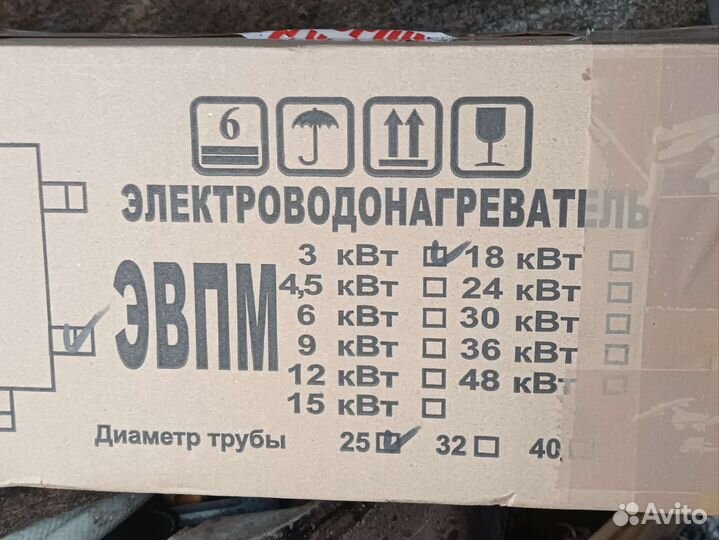 6
ЭЛЕКТРОВОДОНАГРЕВАТЕЛЬ
ЭВПМ
3 кВт 18 кВт
4,5 кВт 24 кВт
6 кВт 30 кВт
9 кВт 36 кВт
12 кВт 48 кВт
15 кВт
Диаметр трубы 25 32 40
Avito